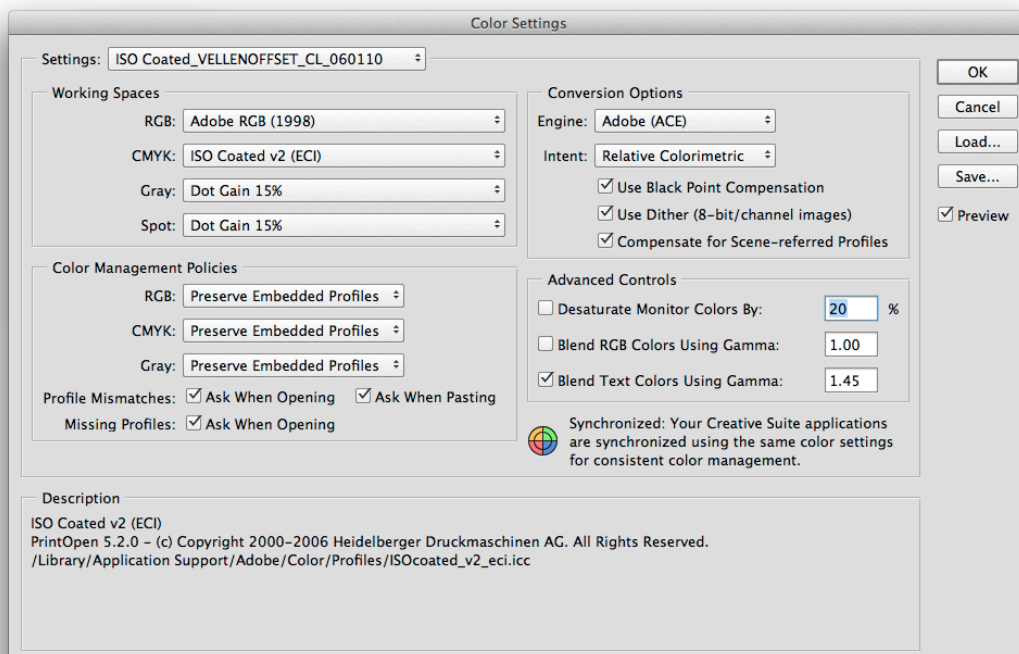 Color Settings
Settings: ISO Coated_VELLENOFFSET_CL_060110
Working Spaces
RGB: Adobe RGB (1998)
CMYK: ISO Coated v2 (ECI)
Gray: Dot Gain 15%
Spot: Dot Gain 15%
Color Management Policies
RGB: Preserve Embedded Profiles
CMYK: Preserve Embedded Profiles
Gray: Preserve Embedded Profiles
Profile Mismatches: Ask When Opening Ask When Pasting
Missing Profiles: Ask When Opening
Conversion Options
Engine: Adobe (ACE)
Intent: Relative Colorimetric
Use Black Point Compensation
Use Dither (8-bit/channel images)
Compensate for Scene-referred Profiles
Advanced Controls
Desaturate Monitor Colors By: 20 %
Blend RGB Colors Using Gamma: 1.00
Blend Text Colors Using Gamma: 1.45
Synchronized: Your Creative Suite applications
are synchronized using the same color settings
for consistent color management.
OK
Cancel
Load...
Save...
Preview
Description
ISO Coated v2 (ECI)
PrintOpen 5.2.0 – (c) Copyright 2000-2006 Heidelberger Druckmaschinen AG. All Rights Reserved.
/Library/Application Support/Adobe/Color/Profiles/ISOcoated_v2_eci.icc